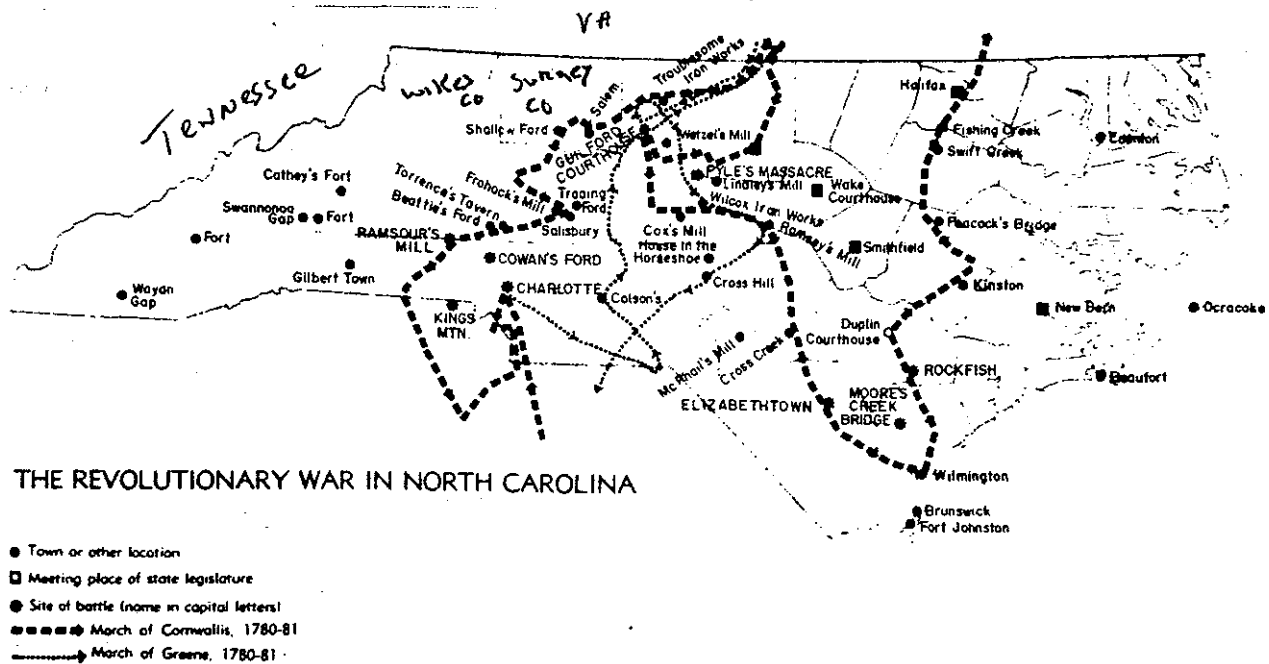 VA
Tennessee
Wilkes
Co
Surrey
Co
Troublesome
Iron Works
Salem
Shallow Ford
GUILFORD
COURTHOUSE
Wetzel's Mill
Halifax
Fishing Creek
Swift Creek
Edenton
PYLE'S MASSACRE
Lindley's Mill
Wake
Courthouse
Cathey's Fort
Frohock's Mill
Torrence's Tavern
Beattie's Ford
Trading
Ford
Salisbury
Swannonoa
Gap
Fort
Fort
RAMSOUR'S
MILL
Wilcox Iron Works
Ramsey's Mill
Cox's Mill
House in the
Horseshoe
Peacock's Bridge
Smithfield
COWAN'S FORD
Gilbert Town
Wayan
Gap
CHARLOTTE
Colson's
Cross Hill
Kinston
New Bern
Ocracoke
KINGS
MTN.
McPhail's Mill
Cross Creek
Duplin
Courthouse
ROCKFISH
Beaufort
ELIZABETHTOWN
MOORE'S
CREEK
BRIDGE
Wilmington
Brunswick
Fort Johnston
THE REVOLUTIONARY WAR IN NORTH CAROLINA
Town or other location
Meeting place of state legislature
Site of battle (name in capital letters)
March of Cornwallis, 1780-81
March of Greene, 1780-81